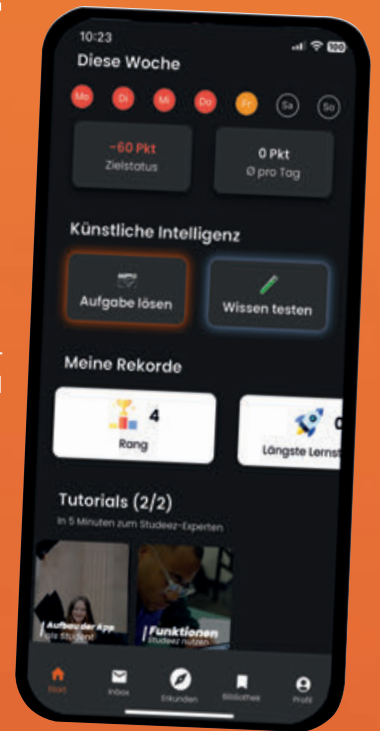 10:23
100
Diese Woche
Mo Di Mi Do Fr Sa So
-60 Pkt
Zielstatus
0 Pkt
Ø pro Tag
Künstliche Intelligenz
Aufgabe lösen
Wissen testen
Meine Rekorde
4
Rang
Längste Lernst
Tutorials (2/2)
In 5 Minuten zum Studeez-Experten
Aufbau der App
als Student
Funktionen
Studeez nutzen
Start
Inbox
Erkunden
Bibliothek
Profil